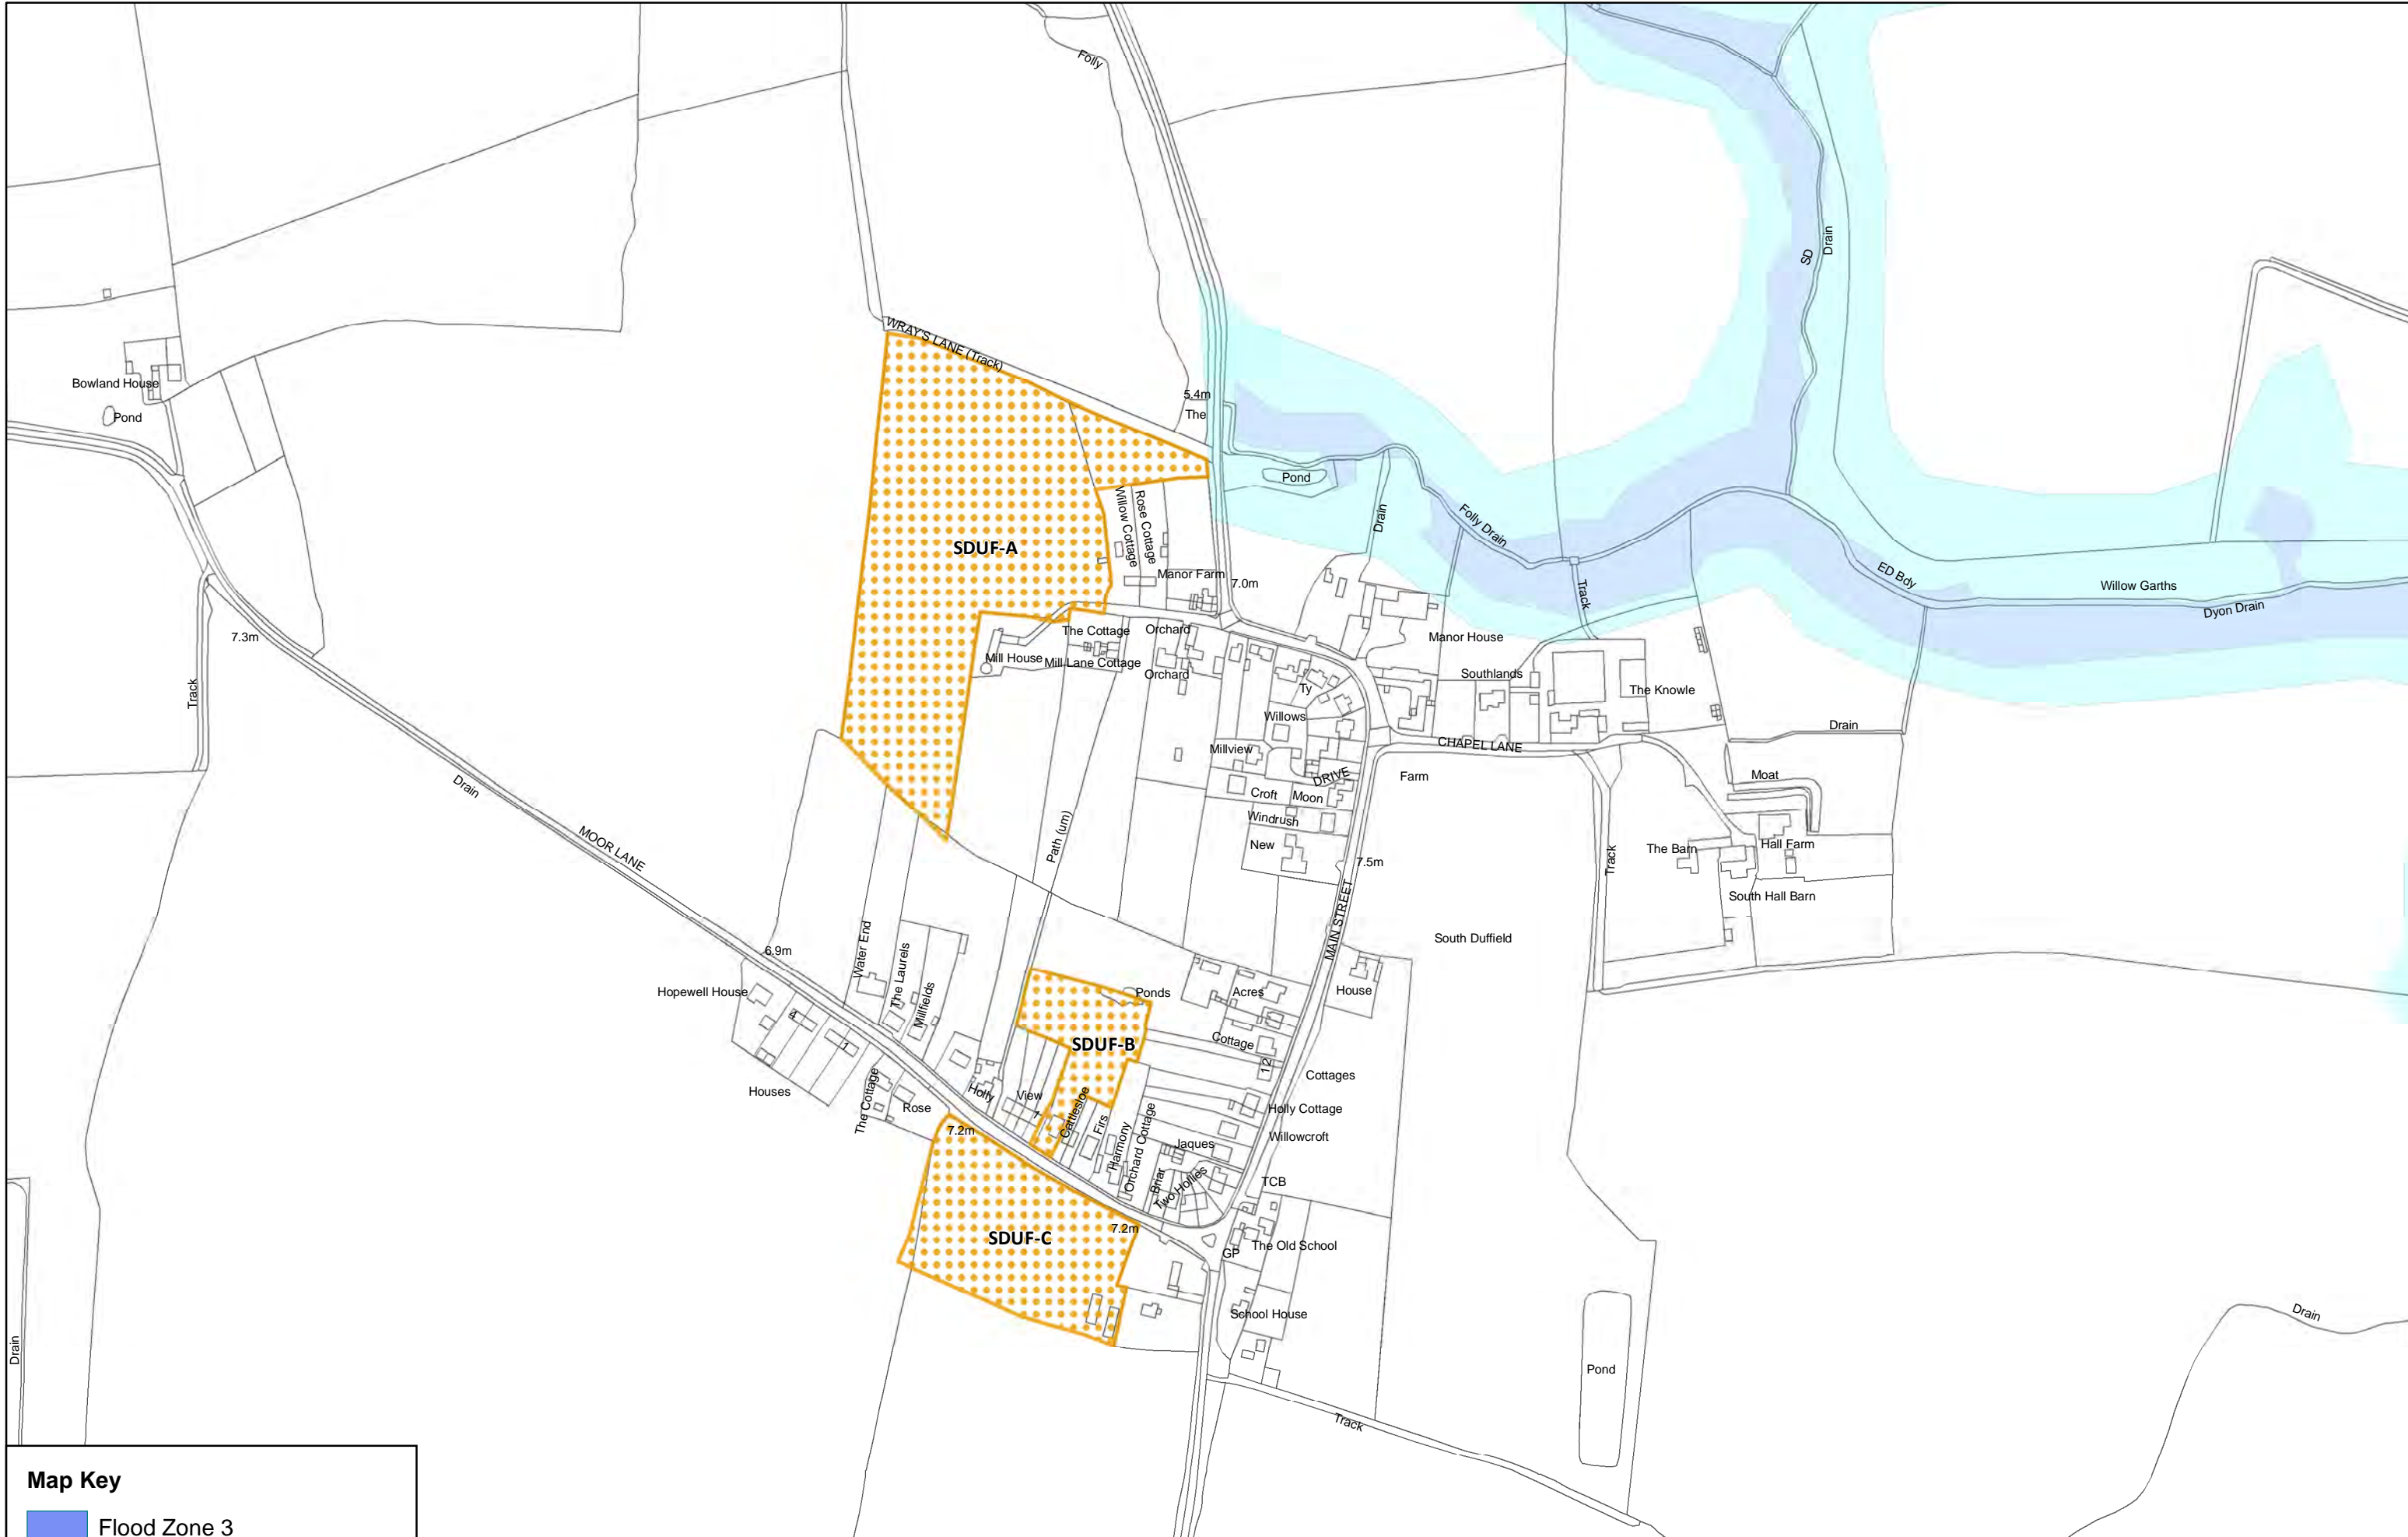 Folly
SD
Drain
WRAY'S LANE (Track)
Bowland House
Pond
5.4m
The
Pond
Willow Cottage
Rose Cottage
Drain
Folly Drain
SDUF-A
Manor Farm
7.0m
Track
ED Bdy
Willow Garths
Dyon Drain
7.3m
The Cottage
Orchard
Manor House
Mill House
Mill Lane Cottage
Orchard
Southlands
Track
Ty
The Knowle
Willows
Drain
Millview
CHAPEL LANE
DRIVE
Farm
Moat
Drain
Croft
Moon
Windrush
MOOR LANE
Path (um)
New
7.5m
Track
The Barn
Hall Farm
South Hall Barn
MAIN STREET
South Duffield
6.9m
Water End
The Laurels
Millfields
Hopewell House
Ponds
Acres
House
4
1
SDUF-B
Cottage
12
Cottages
Houses
The Cottage
Rose
Holly
View
1
Cattlesloe
Firs
Harmony
Orchard Cottage
Holly Cottage
7.2m
Willowcroft
Jaques
Briar
Two Hollies
TCB
SDUF-C
7.2m
GP
The Old School
School House
Drain
Drain
Pond
Track
Map Key
Flood Zone 3